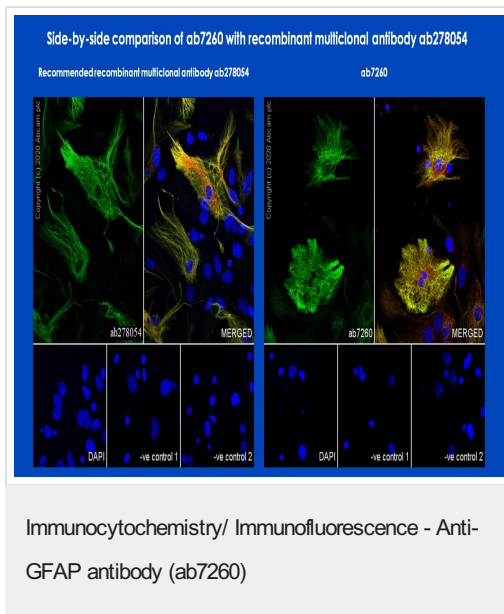 Side-by-side comparison of ab7260 with recombinant multiclonal antibody ab278054
Recommended recombinant multiclonal antibody ab278054
ab7260
Copyright (c) 2020 Abcam plc
ab278054
MERGED
Copyright (c) 2020 Abcam plc
ab7260
MERGED
DAPI
-ve control 1
-ve control 2
DAPI
-ve control 1
-ve control 2
Immunocytochemistry/ Immunofluorescence - Anti-
GFAP antibody (ab7260)